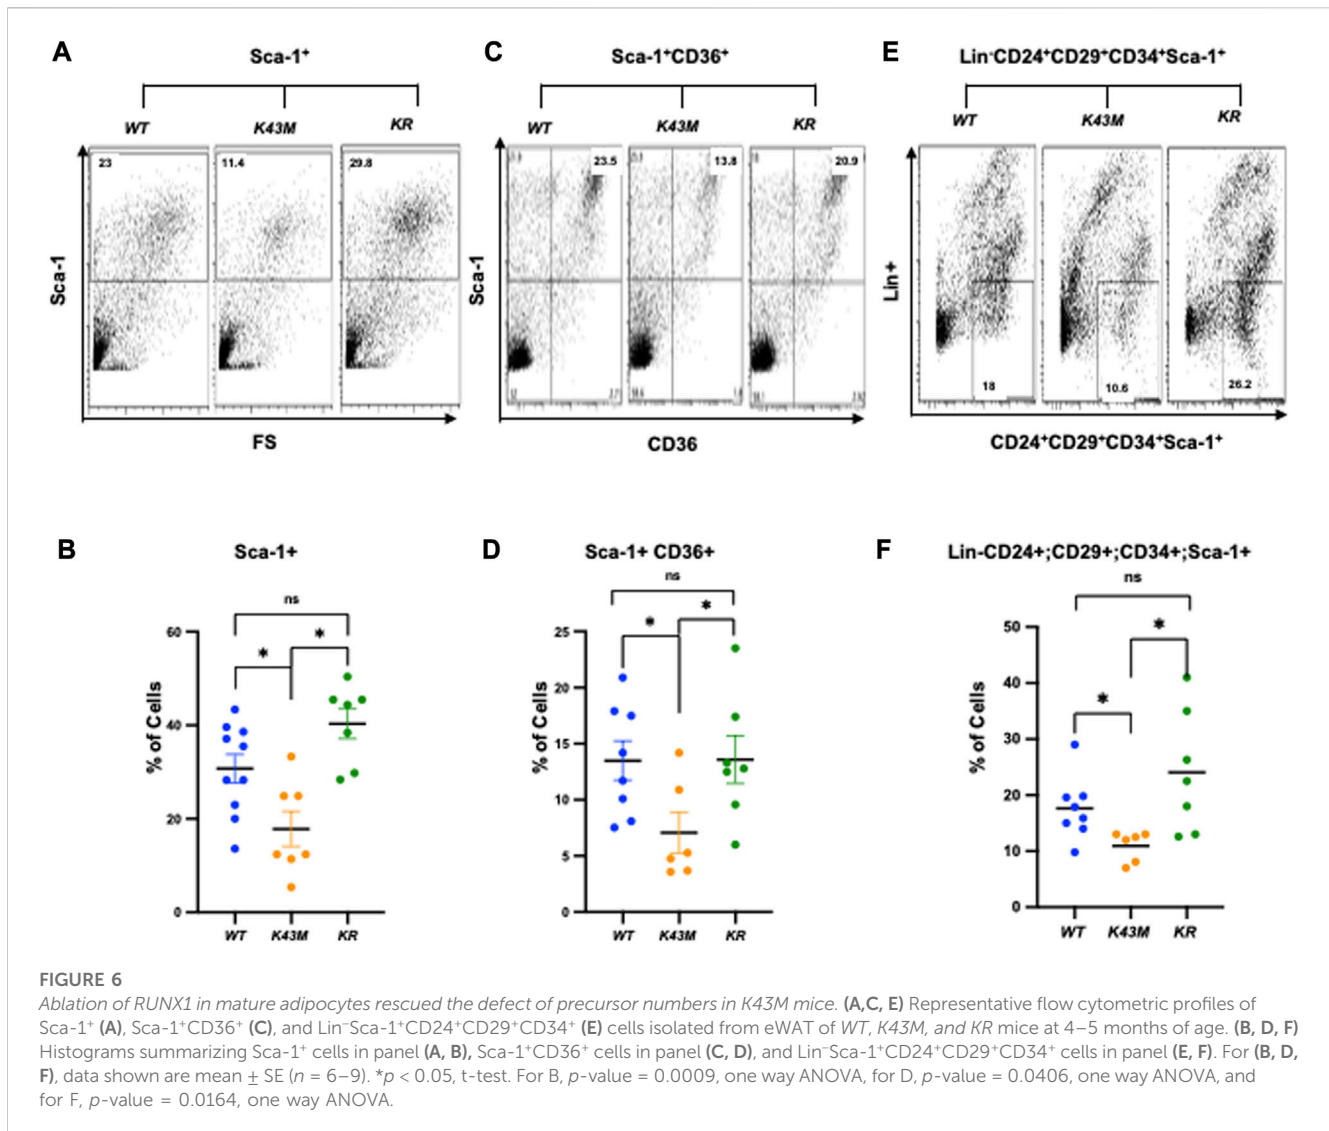 A
Sca-1⁺
WT
K43M
KR
23
11.4
29.8
Sca-1
FS
C
Sca-1⁺CD36⁺
WT
K43M
KR
23.5
13.8
20.9
Sca-1
CD36
E
Lin⁻CD24⁺CD29⁺CD34⁺Sca-1⁺
WT
K43M
KR
18
10.6
26.2
Lin+
CD24⁺CD29⁺CD34⁺Sca-1⁺
B
Sca-1+
ns
*
*
60
40
20
0
% of Cells
WT
K43M
KR
D
Sca-1+ CD36+
ns
*
*
25
20
15
10
5
0
% of Cells
WT
K43M
KR
F
Lin-CD24+;CD29+;CD34+;Sca-1+
ns
*
*
50
40
30
20
10
0
% of Cells
WT
K43M
KR
FIGURE 6
Ablation of RUNX1 in mature adipocytes rescued the defect of precursor numbers in K43M mice. (A,C, E) Representative flow cytometric profiles of
Sca-1⁺ (A), Sca-1⁺CD36⁺ (C), and Lin⁻Sca-1⁺CD24⁺CD29⁺CD34⁺ (E) cells isolated from eWAT of WT, K43M, and KR mice at 4–5 months of age. (B, D, F)
Histograms summarizing Sca-1⁺ cells in panel (A, B), Sca-1⁺CD36⁺ cells in panel (C, D), and Lin⁻Sca-1⁺CD24⁺CD29⁺CD34⁺ cells in panel (E, F). For (B, D,
F), data shown are mean ± SE (n = 6–9). *p < 0.05, t-test. For B, p-value = 0.0009, one way ANOVA, for D, p-value = 0.0406, one way ANOVA, and
for F, p-value = 0.0164, one way ANOVA.